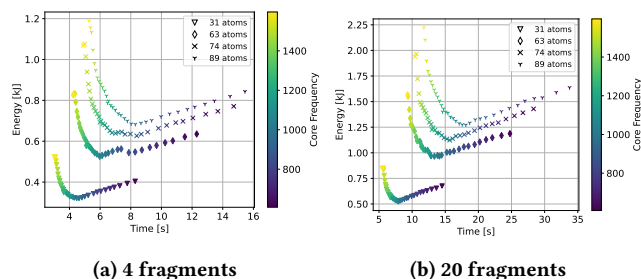 1.2
1.0
0.8
0.6
0.4
Energy [kJ]
4 6 8 10 12 14 16
Time [s]
31 atoms
63 atoms
74 atoms
89 atoms
1400
1200
1000
800
Core Frequency
(a) 4 fragments
2.25
2.00
1.75
1.50
1.25
1.00
0.75
0.50
Energy [kJ]
5 10 15 20 25 30 35
Time [s]
31 atoms
63 atoms
74 atoms
89 atoms
1400
1200
1000
800
Core Frequency
(b) 20 fragments